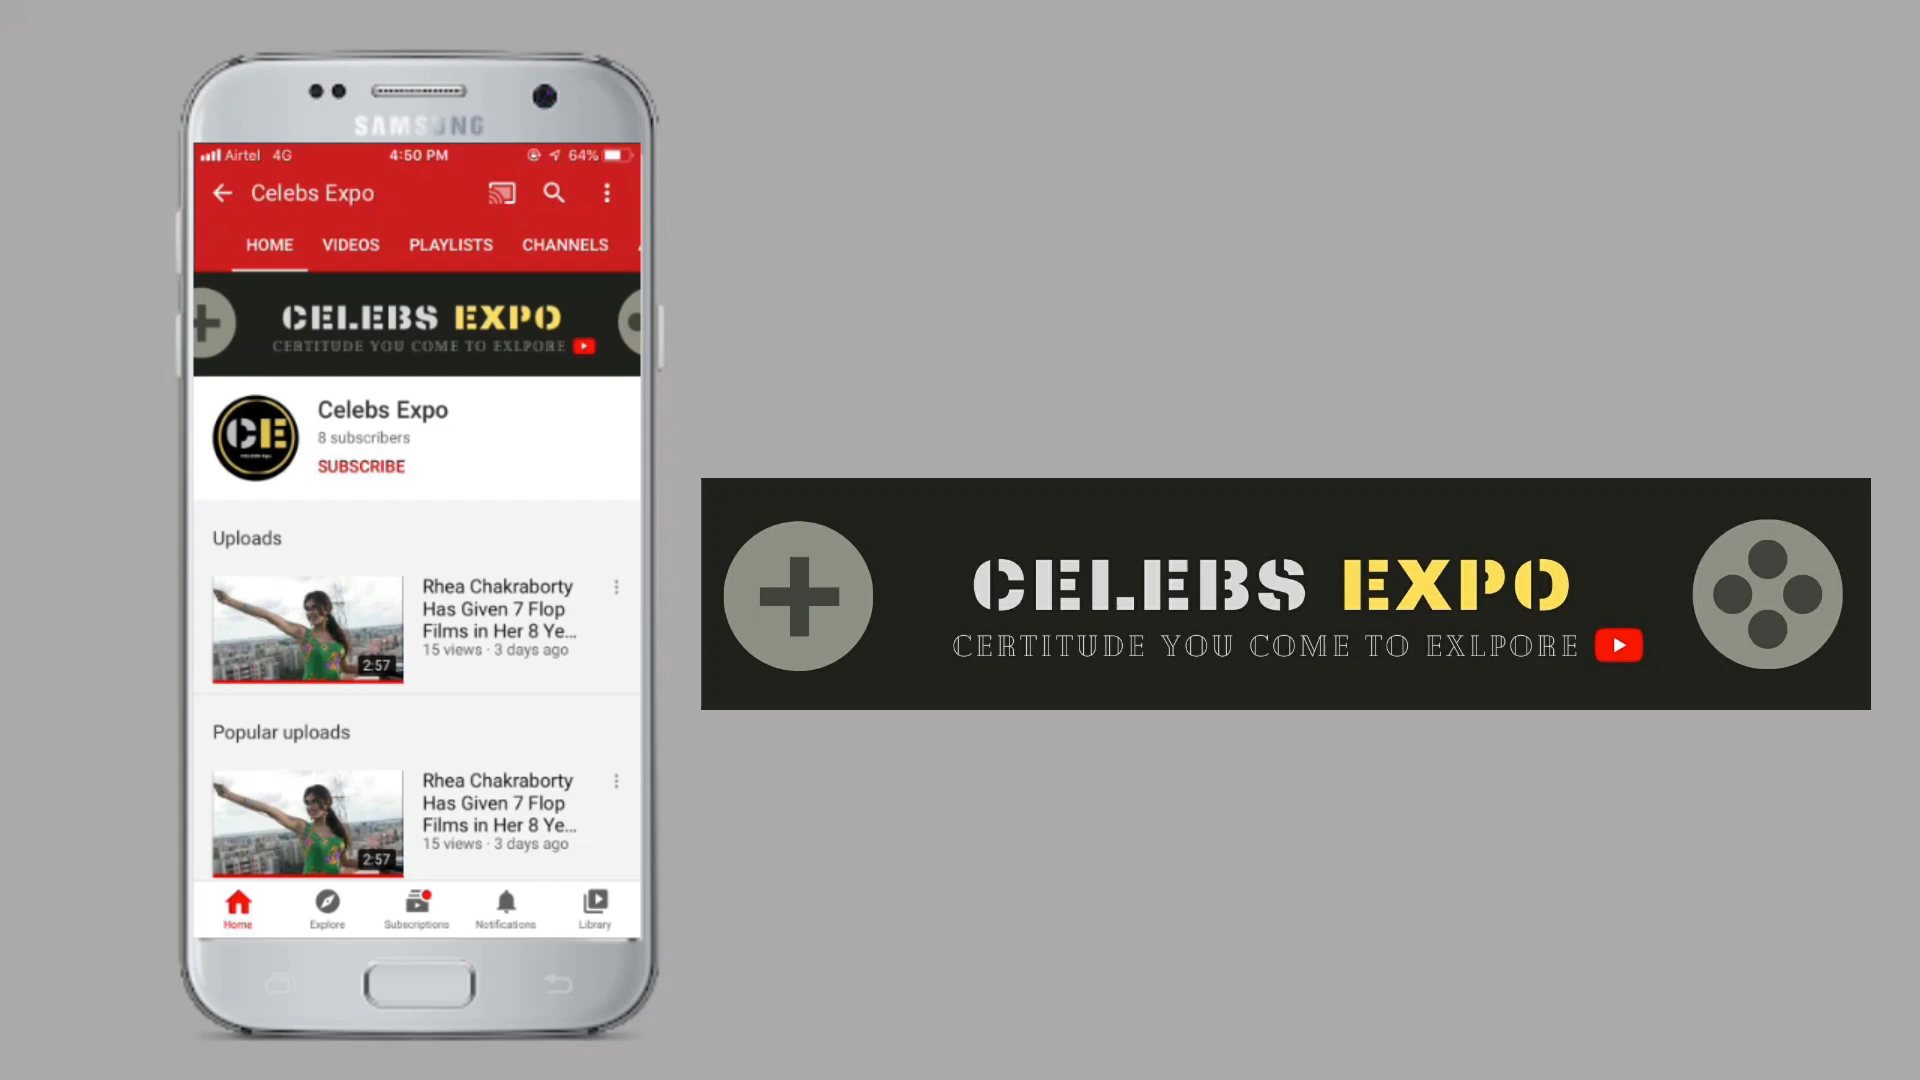 SAMSUNG
Airtel 4G 4:50 PM 64%
Celebs Expo
HOME VIDEOS PLAYLISTS CHANNELS
CELEBS EXPO
CERTITUDE YOU COME TO EXLPORE
CE
Celebs Expo
8 subscribers
SUBSCRIBE
Uploads
Rhea Chakraborty
Has Given 7 Flop
Films in Her 8 Ye...
15 views · 3 days ago
2:57
Popular uploads
Rhea Chakraborty
Has Given 7 Flop
Films in Her 8 Ye...
15 views · 3 days ago
2:57
Home Explore Subscriptions Notifications Library
CELEBS EXPO
CERTITUDE YOU COME TO EXLPORE